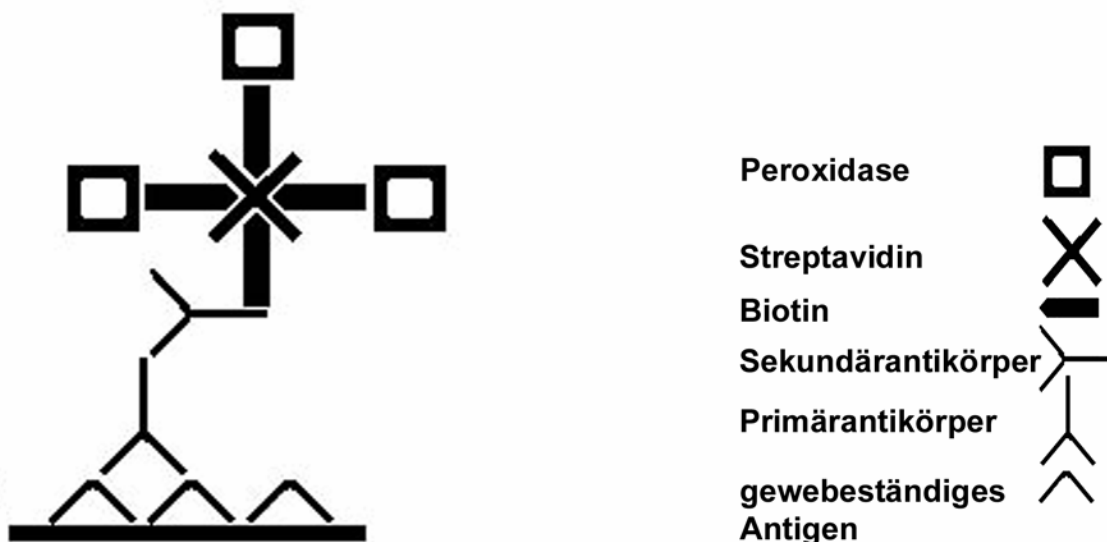 Peroxidase
Streptavidin
Biotin
Sekundärantikörper
Primärantikörper
gewebeständiges
Antigen